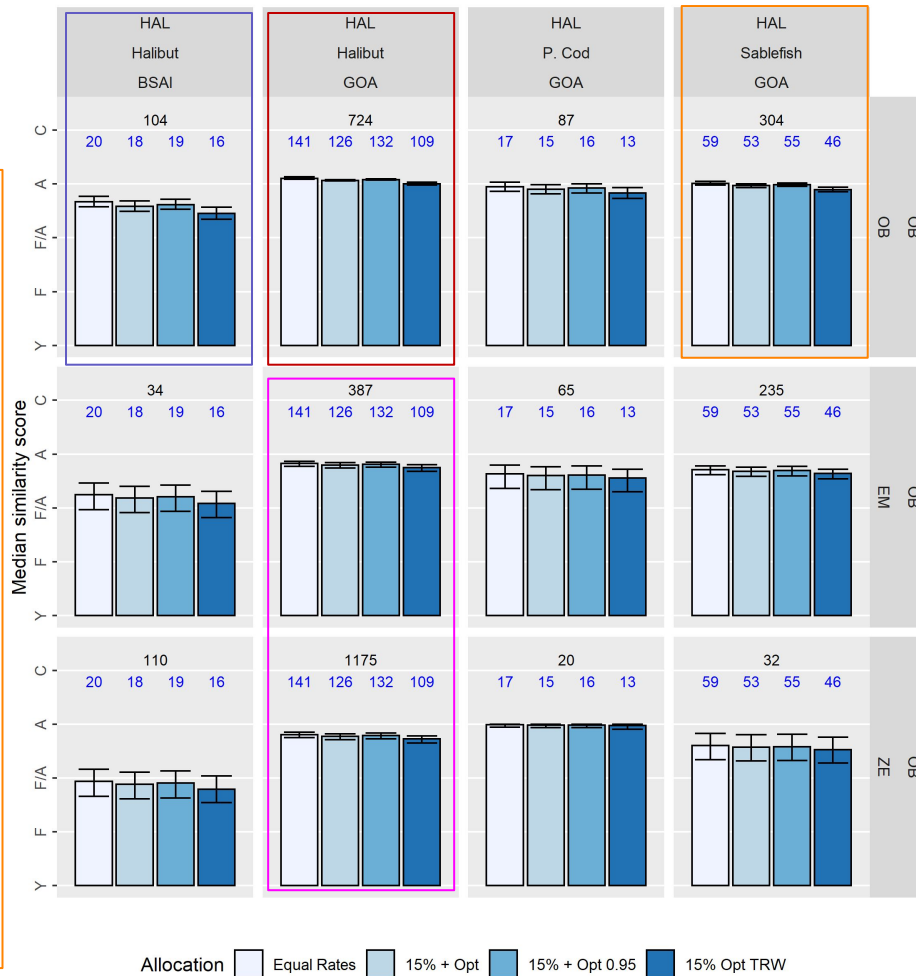 HAL HAL HAL HAL
Halibut Halibut P. Cod Sablefish
BSAI GOA GOA GOA
104 724 87 304
20 18 19 16 141 126 132 109 17 15 16 13 59 53 55 46
C
A
F/A
F
Y
OB
OB
34 387 65 235
20 18 19 16 141 126 132 109 17 15 16 13 59 53 55 46
C
A
F/A
F
Y
OB
EM
Median similarity score
110 1175 20 32
20 18 19 16 141 126 132 109 17 15 16 13 59 53 55 46
C
A
F/A
F
Y
OB
ZE
Allocation Equal Rates 15% + Opt 15% + Opt 0.95 15% Opt TRW